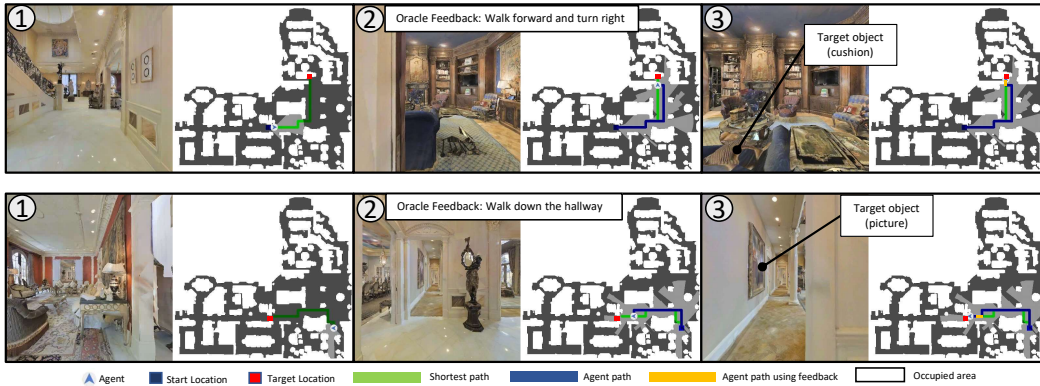 1
2
Oracle Feedback: Walk forward and turn right
3
Target object
(cushion)
1
2
Oracle Feedback: Walk down the hallway
3
Target object
(picture)
Agent
Start Location
Target Location
Shortest path
Agent path
Agent path using feedback
Occupied area